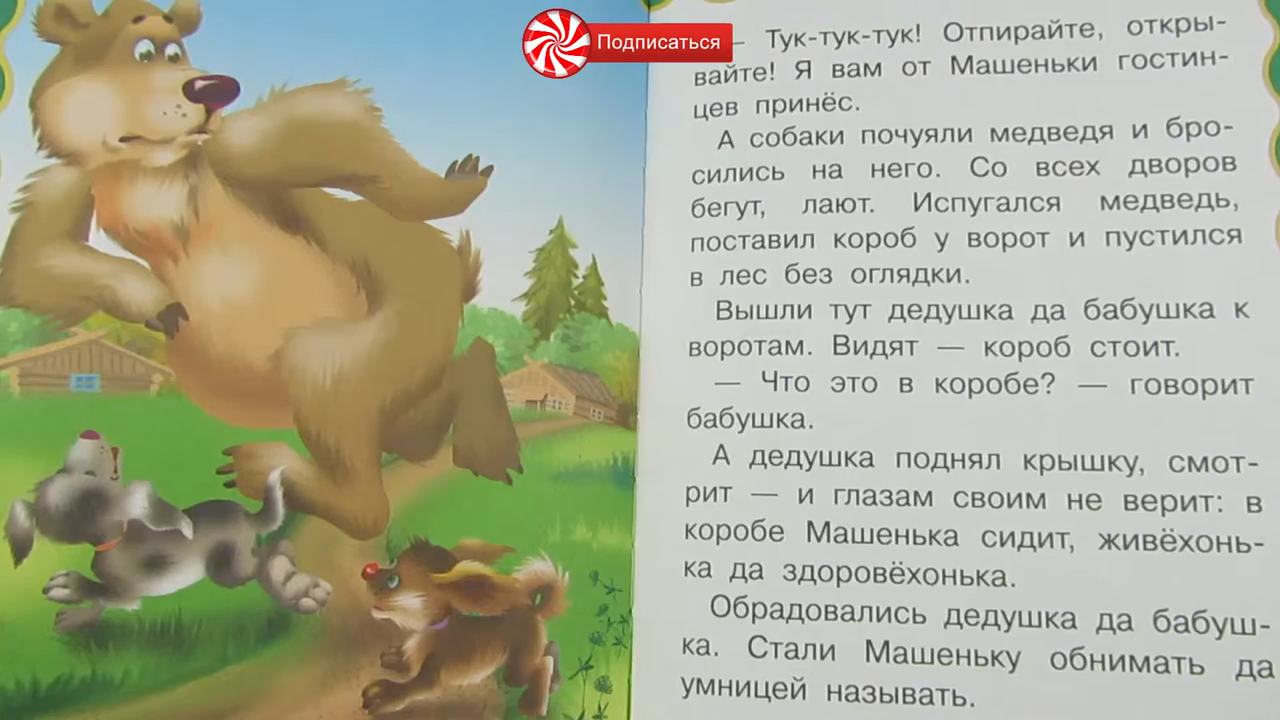 Подписаться
— Тук-тук-тук! Отпирайте, откры-
вайте! Я вам от Машеньки гостин-
цев принёс.
А собаки почуяли медведя и бро-
сились на него. Со всех дворов
бегут, лают. Испугался медведь,
поставил короб у ворот и пустился
в лес без оглядки.
Вышли тут дедушка да бабушка к
воротам. Видят — короб стоит.
— Что это в коробе? — говорит
бабушка.
А дедушка поднял крышку, смот-
рит — и глазам своим не верит: в
коробе Машенька сидит, живёхонь-
ка да здоровёхонька.
Обрадовались дедушка да бабуш-
ка. Стали Машеньку обнимать да
умницей называть.